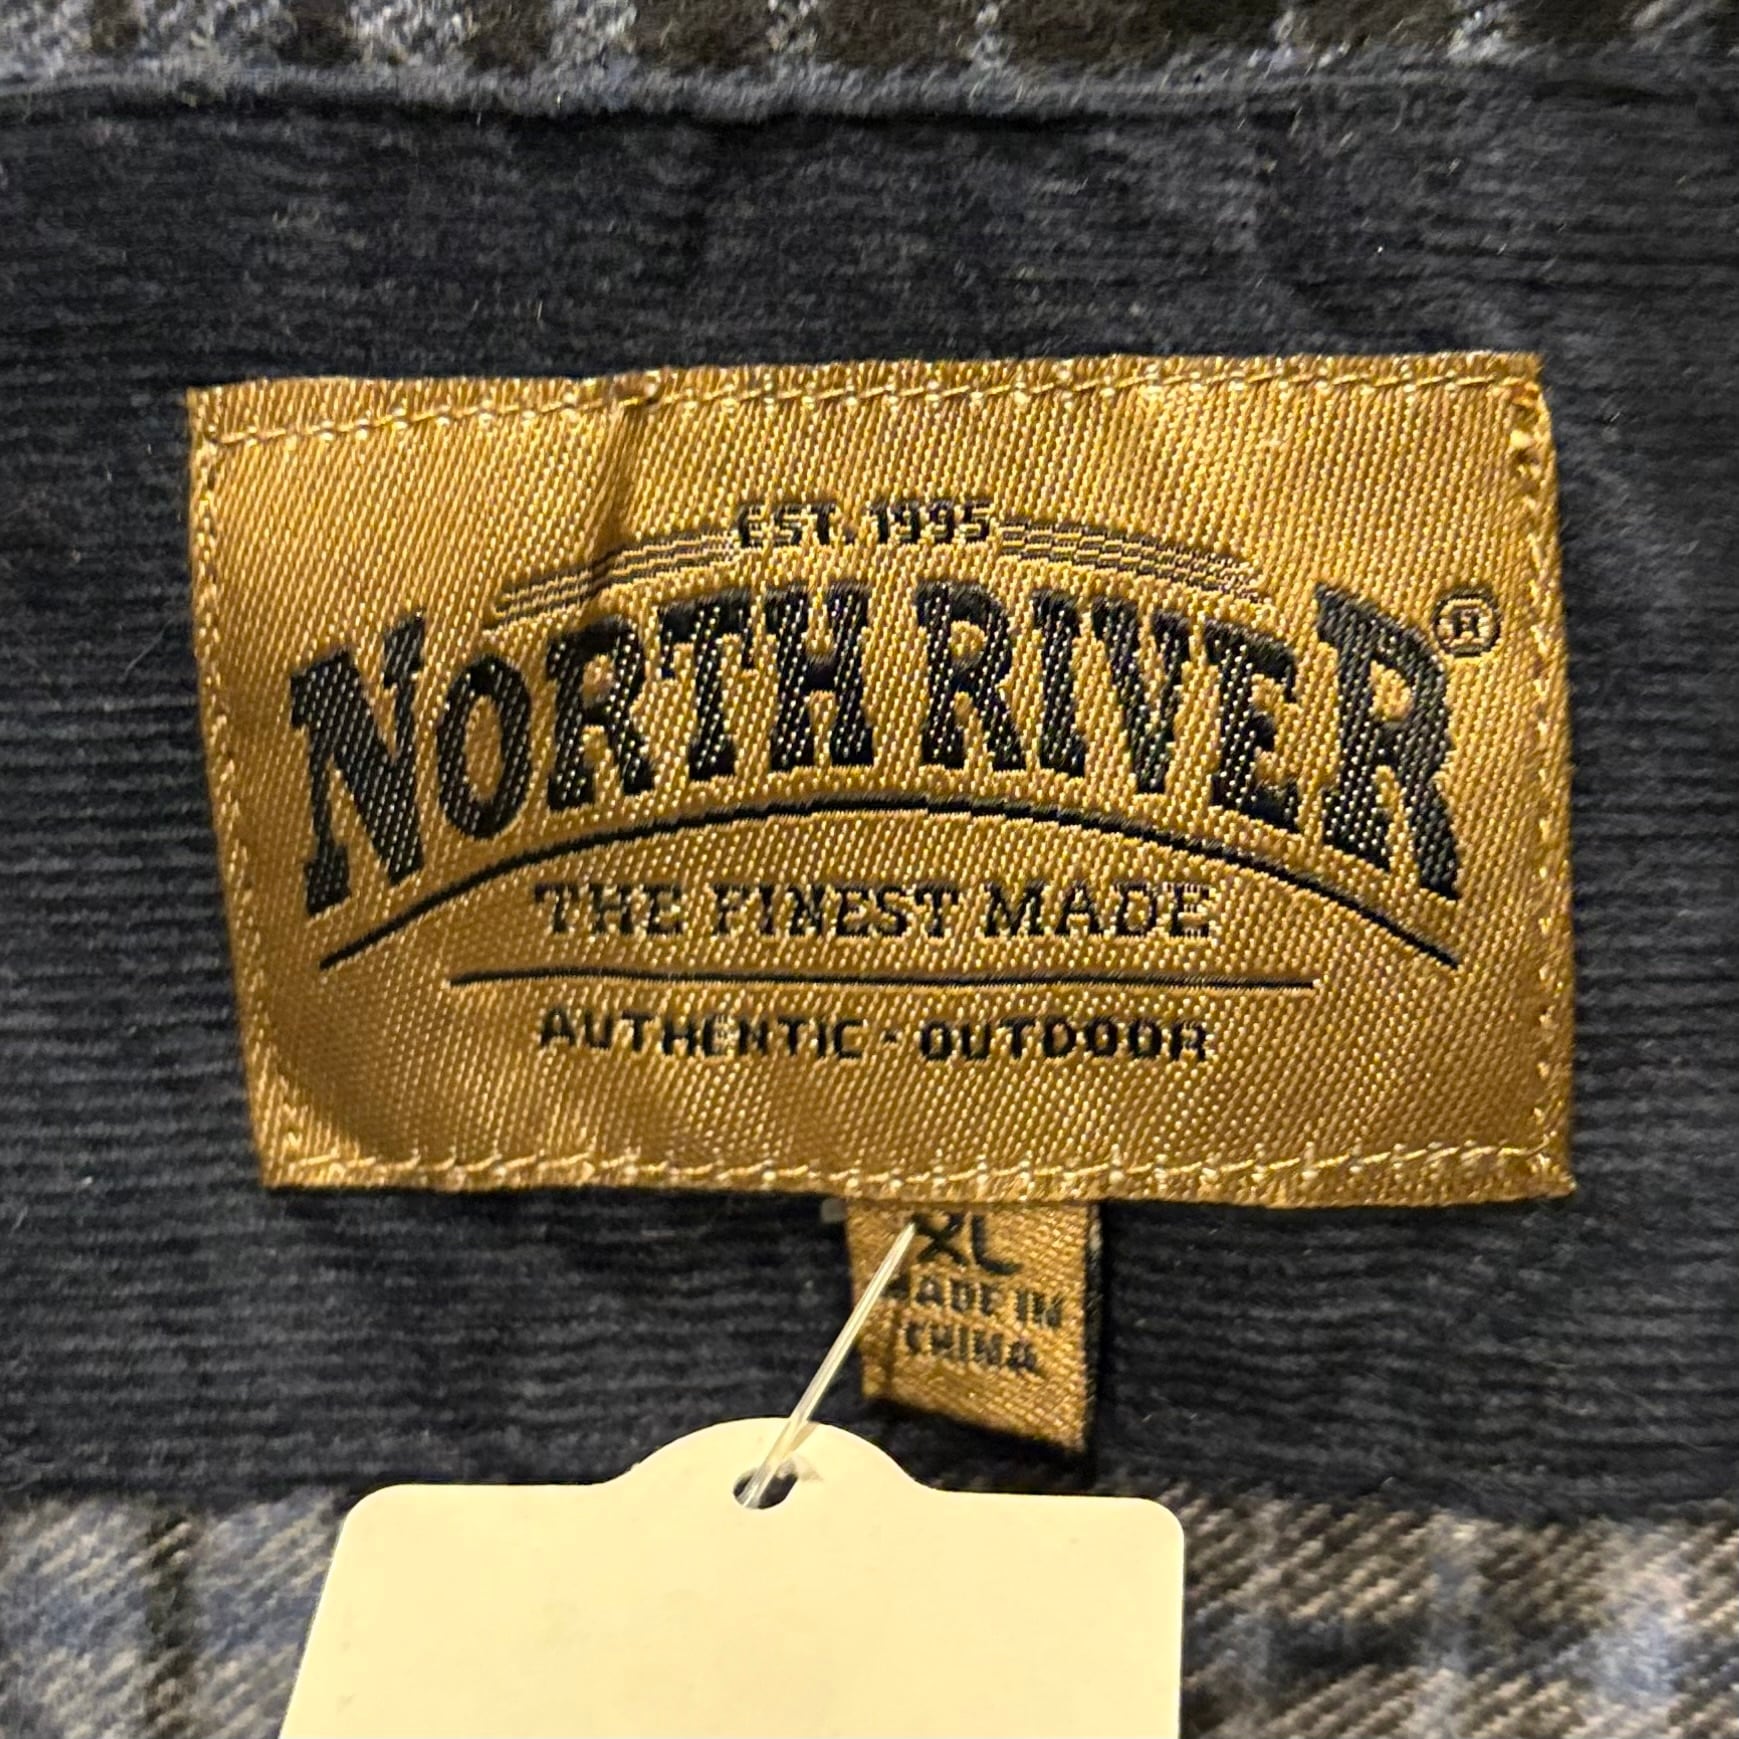 EST. 1995
NORTH RIVER®
THE FINEST MADE
AUTHENTIC · OUTDOOR
XL
MADE IN
CHINA